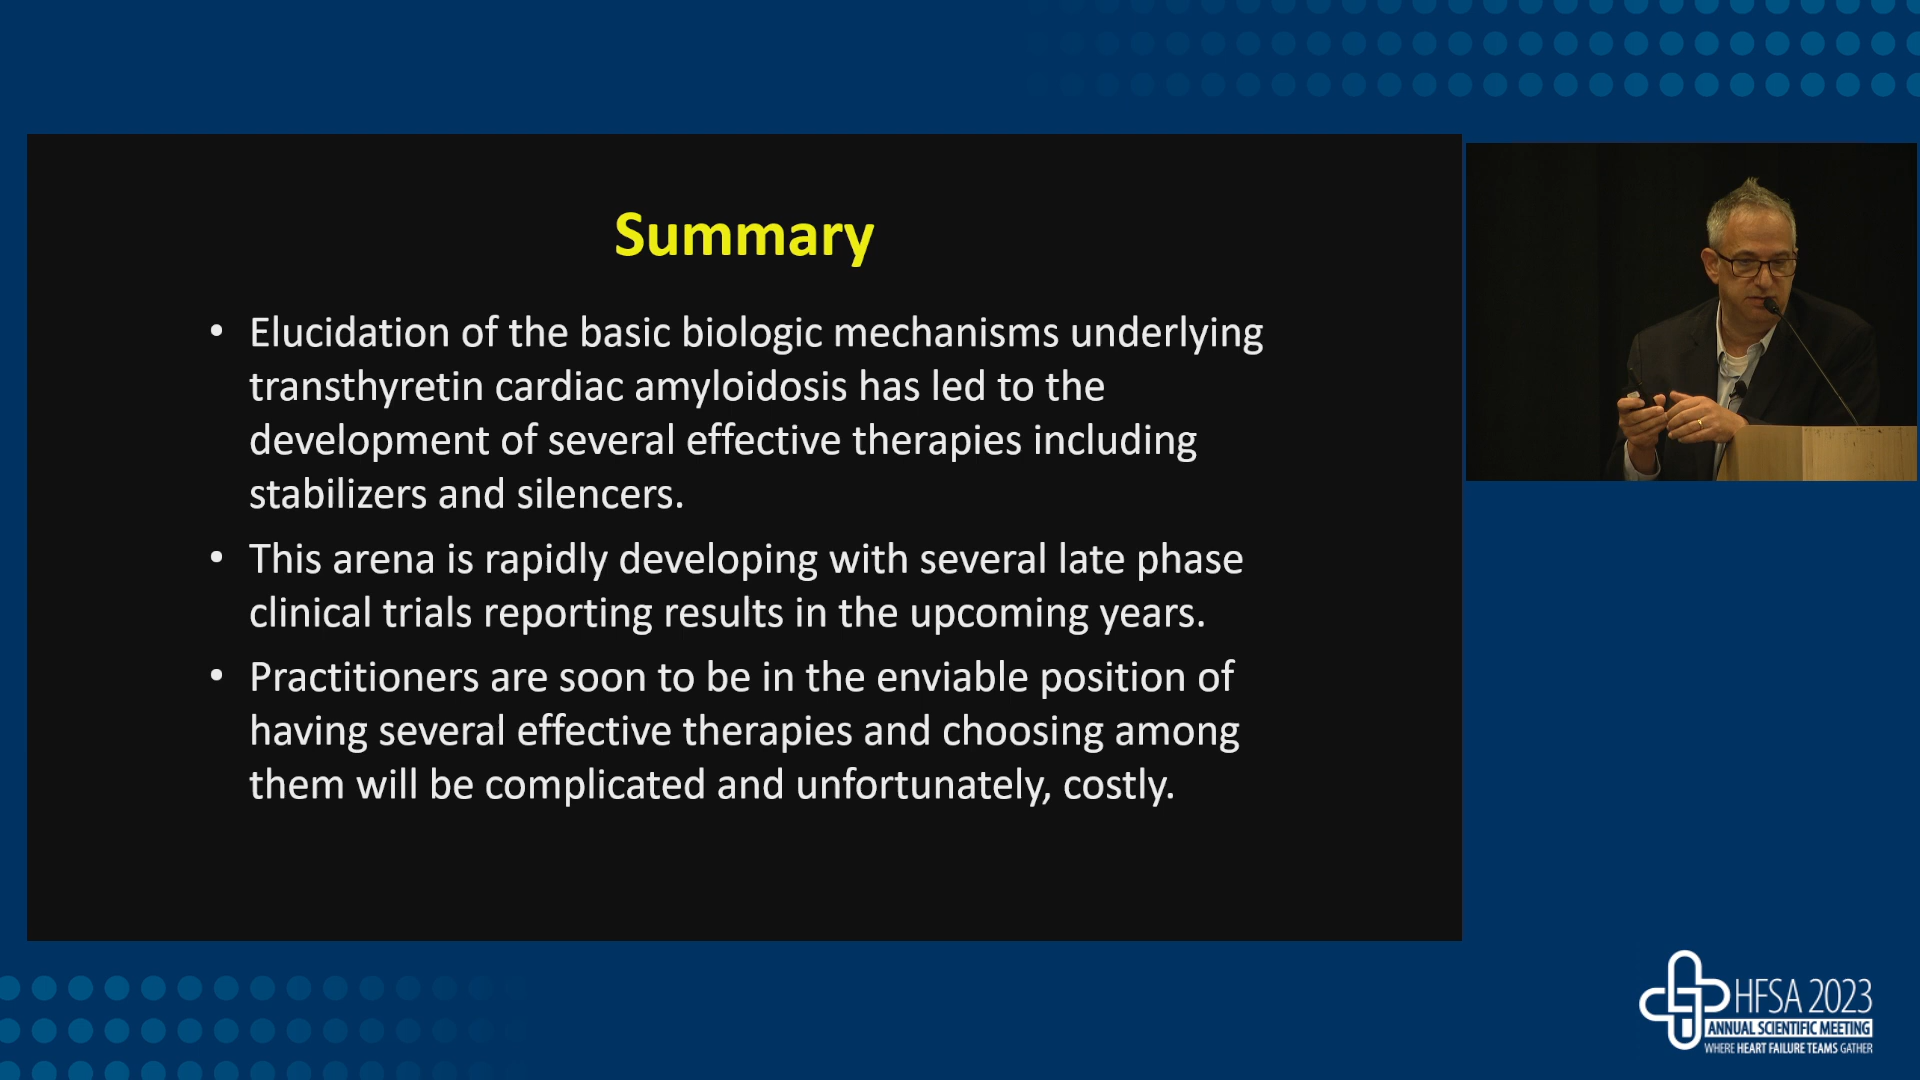 Summary
• Elucidation of the basic biologic mechanisms underlying
transthyretin cardiac amyloidosis has led to the
development of several effective therapies including
stabilizers and silencers.
• This arena is rapidly developing with several late phase
clinical trials reporting results in the upcoming years.
• Practitioners are soon to be in the enviable position of
having several effective therapies and choosing among
them will be complicated and unfortunately, costly.
HFSA 2023
ANNUAL SCIENTIFIC MEETING
WHERE HEART FAILURE TEAMS GATHER